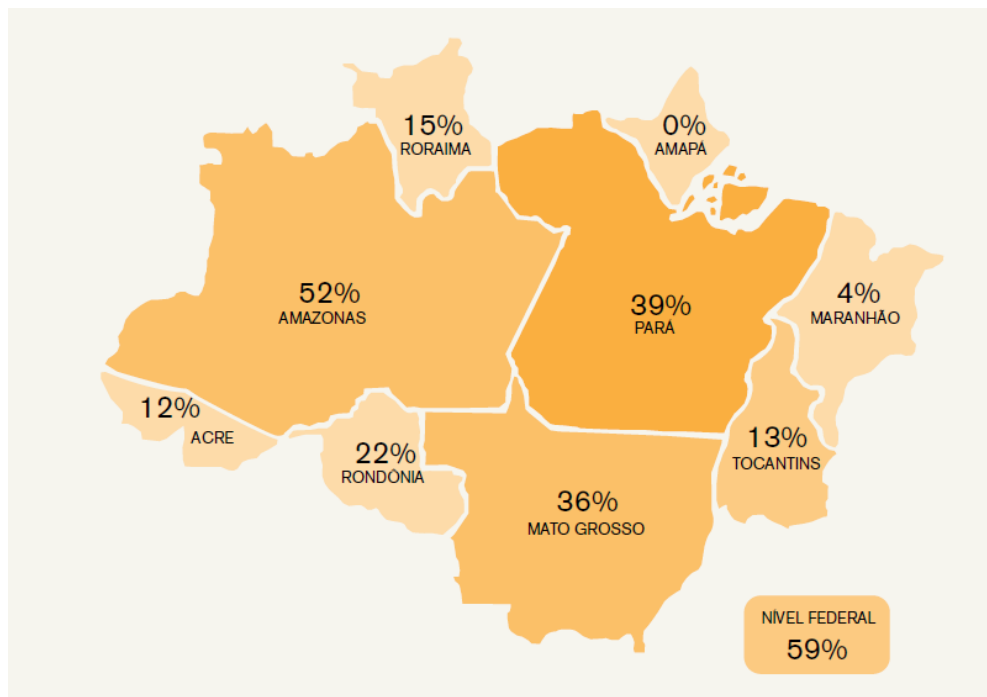 15%
RORAIMA
0%
AMAPÁ
52%
AMAZONAS
39%
PARÁ
4%
MARANHÃO
12%
ACRE
22%
RONDÔNIA
36%
MATO GROSSO
13%
TOCANTINS
NÍVEL FEDERAL
59%